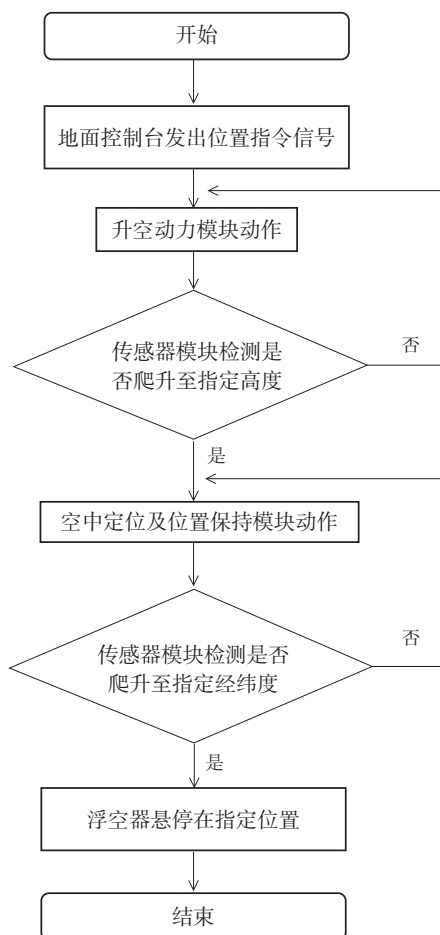 开始
地面控制台发出位置指令信号
升空动力模块动作
传感器模块检测是
否爬升至指定高度
否
是
空中定位及位置保持模块动作
传感器模块检测是否
爬升至指定经纬度
否
是
浮空器悬停在指定位置
结束